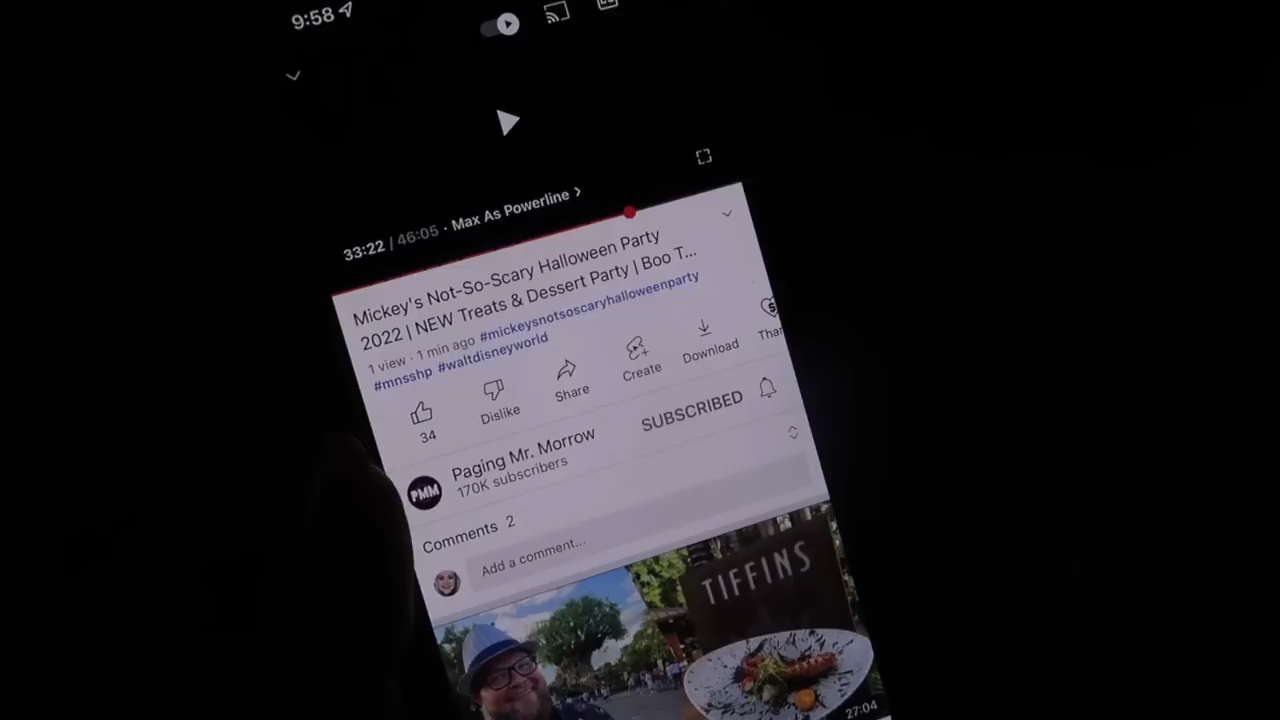 9:58
33:22 / 46:05 · Max As Powerline >
Mickey's Not-So-Scary Halloween Party
2022 | NEW Treats & Dessert Party | Boo T...
1 view · 1 min ago #mickeysnotsoscaryhalloweenparty
#mnsshp #waltdisneyworld
34
Dislike
Share
Create
Download
Than
PMM
Paging Mr. Morrow
170K subscribers
SUBSCRIBED
Comments 2
Add a comment...
TIFFINS
27:04